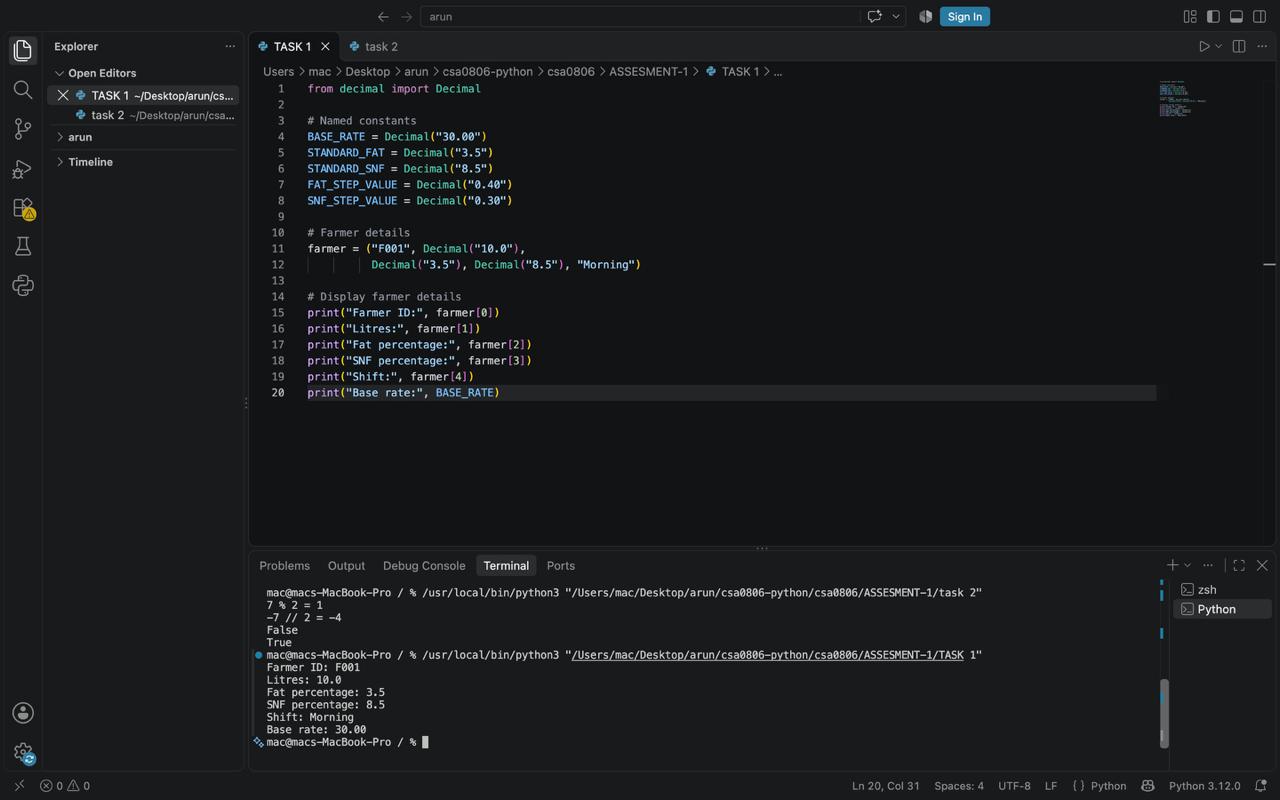 arun
Sign In
Explorer
Open Editors
TASK 1 ~/Desktop/arun/cs...
task 2 ~/Desktop/arun/csa...
arun
Timeline
TASK 1
task 2
Users > mac > Desktop > arun > csa0806-python > csa0806 > ASSESMENT-1 > TASK 1 > ...
1 from decimal import Decimal
2
3 # Named constants
4 BASE_RATE = Decimal("30.00")
5 STANDARD_FAT = Decimal("3.5")
6 STANDARD_SNF = Decimal("8.5")
7 FAT_STEP_VALUE = Decimal("0.40")
8 SNF_STEP_VALUE = Decimal("0.30")
9
10 # Farmer details
11 farmer = ("F001", Decimal("10.0"),
12 Decimal("3.5"), Decimal("8.5"), "Morning")
13
14 # Display farmer details
15 print("Farmer ID:", farmer[0])
16 print("Litres:", farmer[1])
17 print("Fat percentage:", farmer[2])
18 print("SNF percentage:", farmer[3])
19 print("Shift:", farmer[4])
20 print("Base rate:", BASE_RATE)
Problems Output Debug Console Terminal Ports
mac@macs-MacBook-Pro / % /usr/local/bin/python3 "/Users/mac/Desktop/arun/csa0806-python/csa0806/ASSESMENT-1/task 2"
7 % 2 = 1
-7 // 2 = -4
False
True
mac@macs-MacBook-Pro / % /usr/local/bin/python3 "/Users/mac/Desktop/arun/csa0806-python/csa0806/ASSESMENT-1/TASK 1"
Farmer ID: F001
Litres: 10.0
Fat percentage: 3.5
SNF percentage: 8.5
Shift: Morning
Base rate: 30.00
mac@macs-MacBook-Pro / %
zsh
Python
0 0
Ln 20, Col 31 Spaces: 4 UTF-8 LF { } Python Python 3.12.0